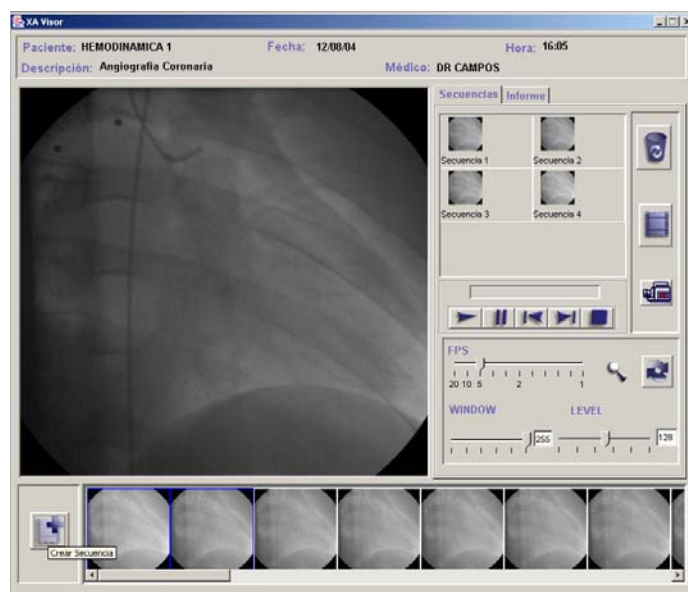 XA Visor
Paciente: HEMODINAMICA 1 Fecha: 12/08/04 Hora: 16:05
Descripción: Angiografia Coronaria Médico: DR CAMPOS
Secuencias Informe
Secuencia 1 Secuencia 2
Secuencia 3 Secuencia 4
FPS
20 10 5 2 1
WINDOW LEVEL
255 128
Crear Secuencia